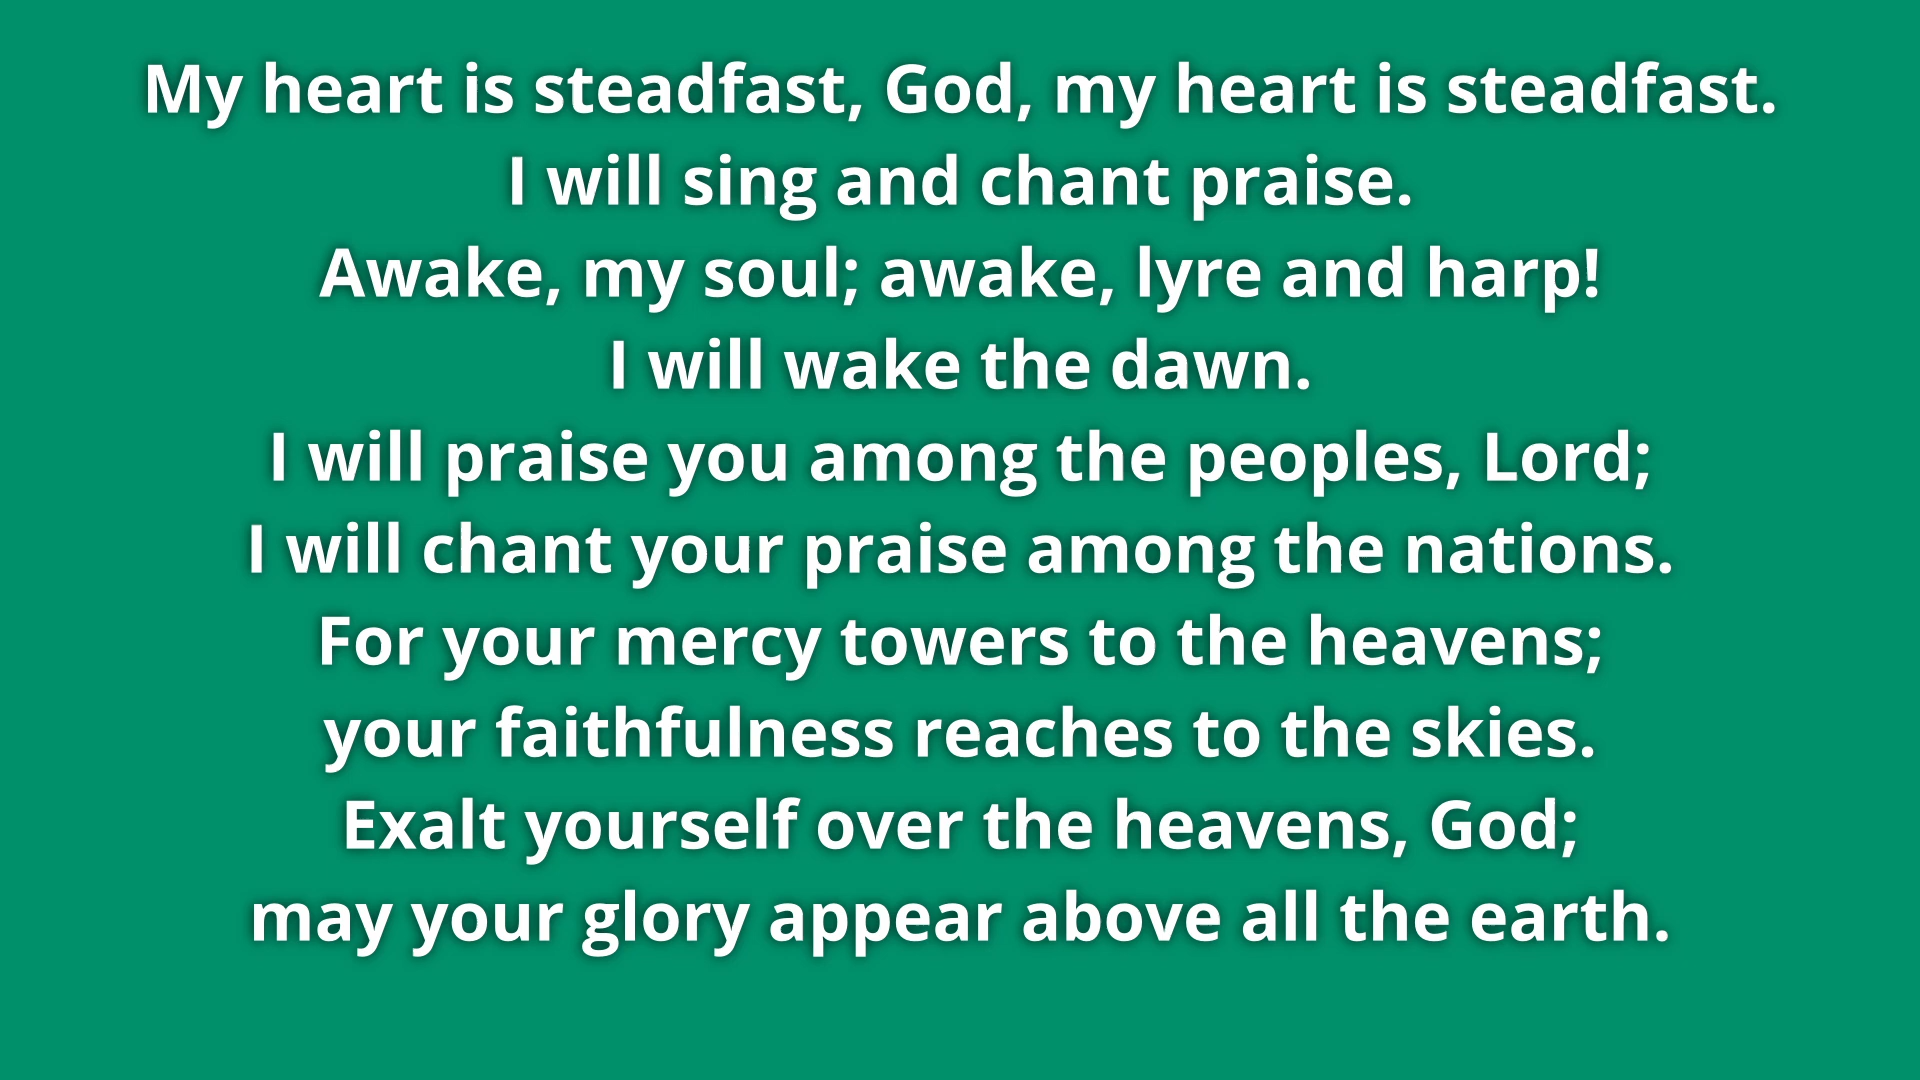 My heart is steadfast, God, my heart is steadfast.
I will sing and chant praise.
Awake, my soul; awake, lyre and harp!
I will wake the dawn.
I will praise you among the peoples, Lord;
I will chant your praise among the nations.
For your mercy towers to the heavens;
your faithfulness reaches to the skies.
Exalt yourself over the heavens, God;
may your glory appear above all the earth.